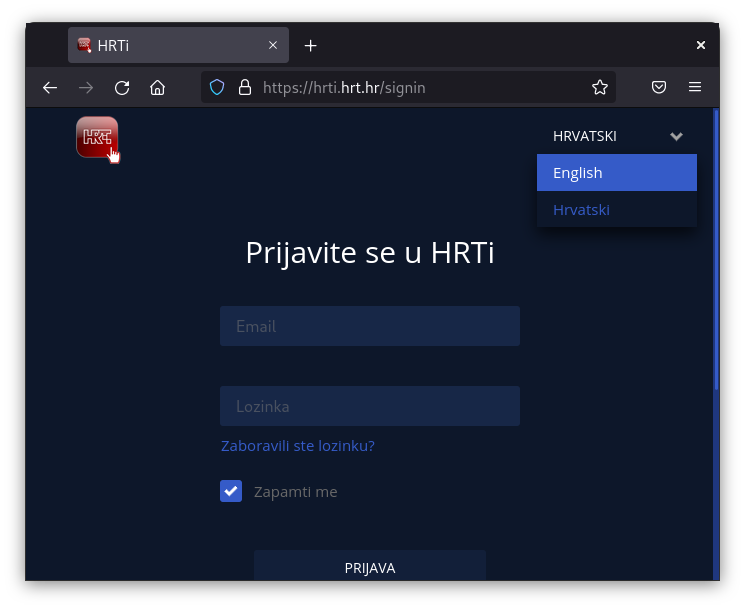 HRTi
https://hrti.hrt.hr/signin
HRT
HRVATSKI
English
Hrvatski
Prijavite se u HRTi
Email
Lozinka
Zaboravili ste lozinku?
Zapamti me
PRIJAVA